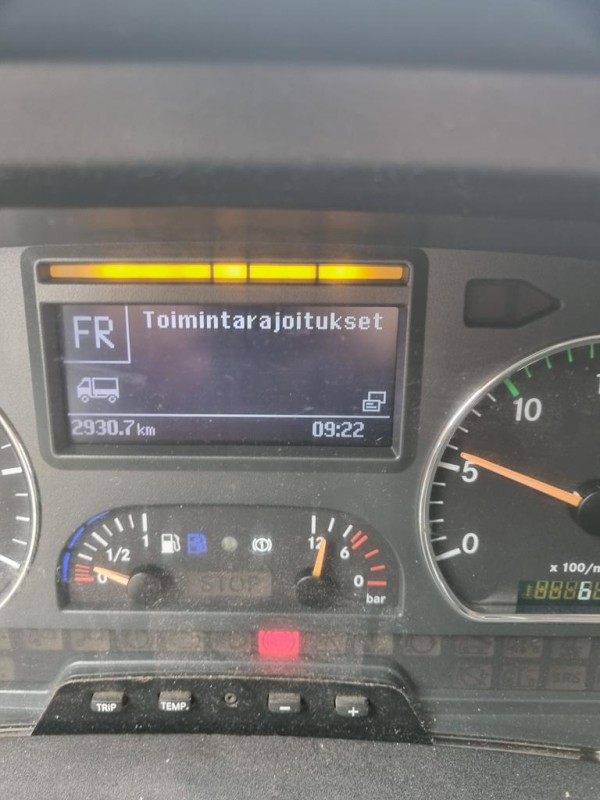 FR Toimintarajoitukset
2930.7 km 09:22
10
5
0
x 100/m
1/2 1 12 6
0 0
bar
STOP
TRIP TEMP. - +
SRS